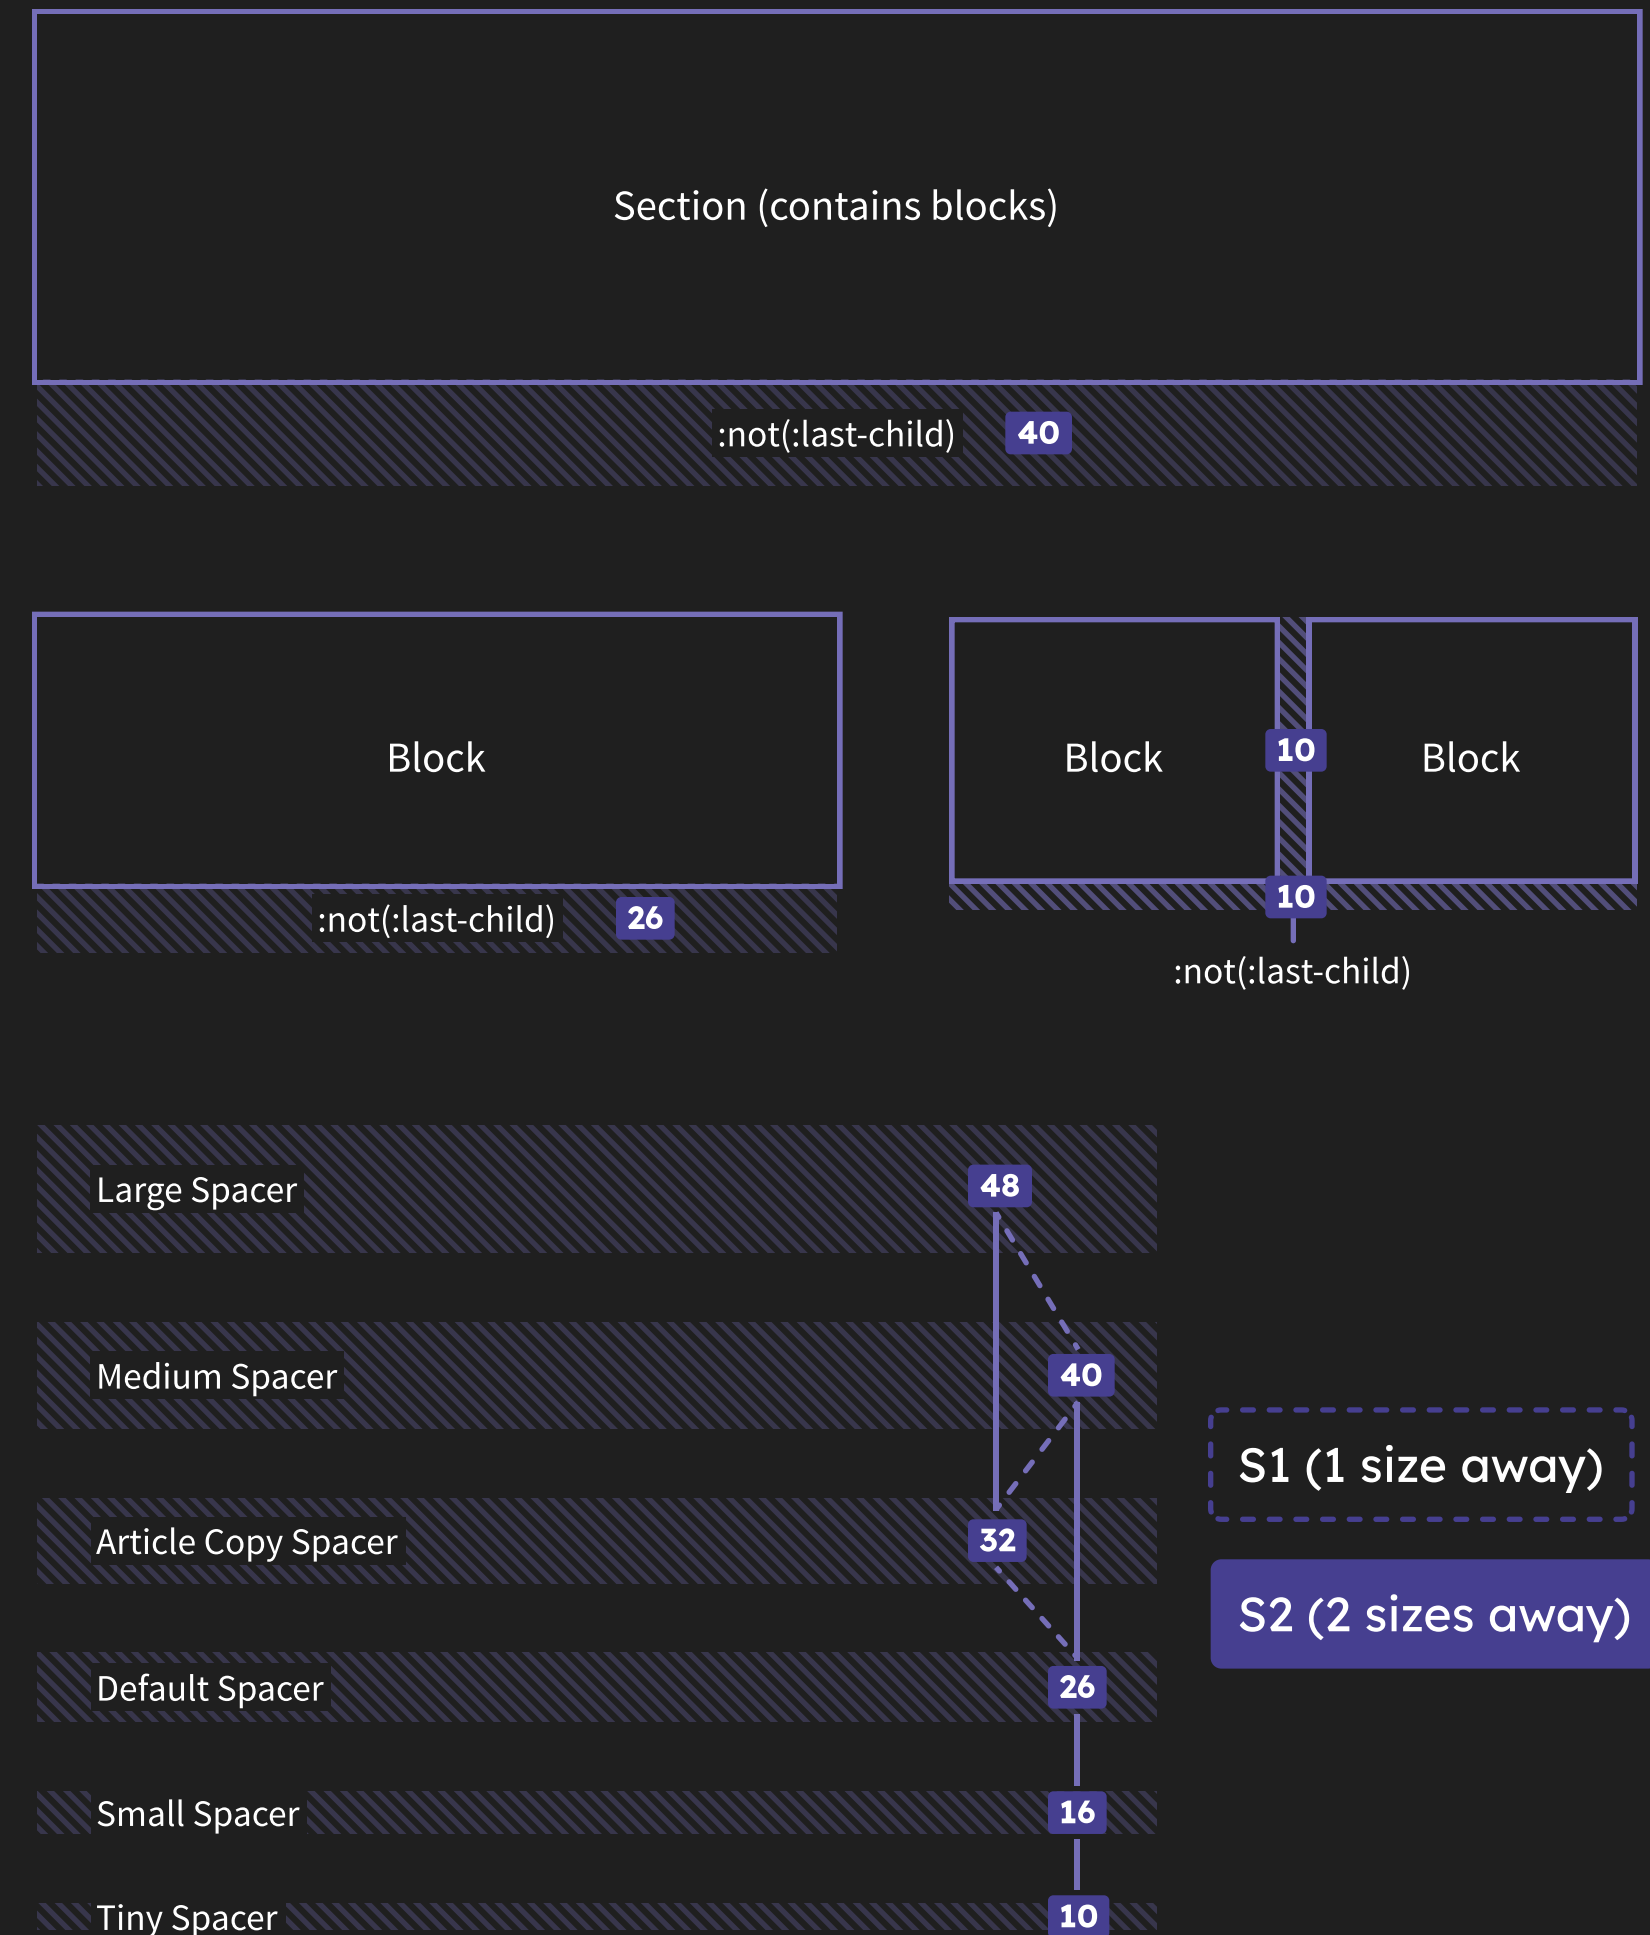 Section (contains blocks)
:not(:last-child) 40
Block
Block 10 Block
:not(:last-child) 26
10
:not(:last-child)
Large Spacer 48
Medium Spacer 40
S1 (1 size away)
Article Copy Spacer 32
S2 (2 sizes away)
Default Spacer 26
Small Spacer 16
Tiny Spacer 10